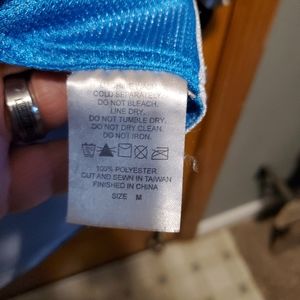 COLD SEPARATELY.
DO NOT BLEACH.
LINE DRY.
DO NOT TUMBLE DRY.
DO NOT DRY CLEAN.
DO NOT IRON.
100% POLYESTER
CUT AND SEWN IN TAIWAN
FINISHED IN CHINA
SIZE M